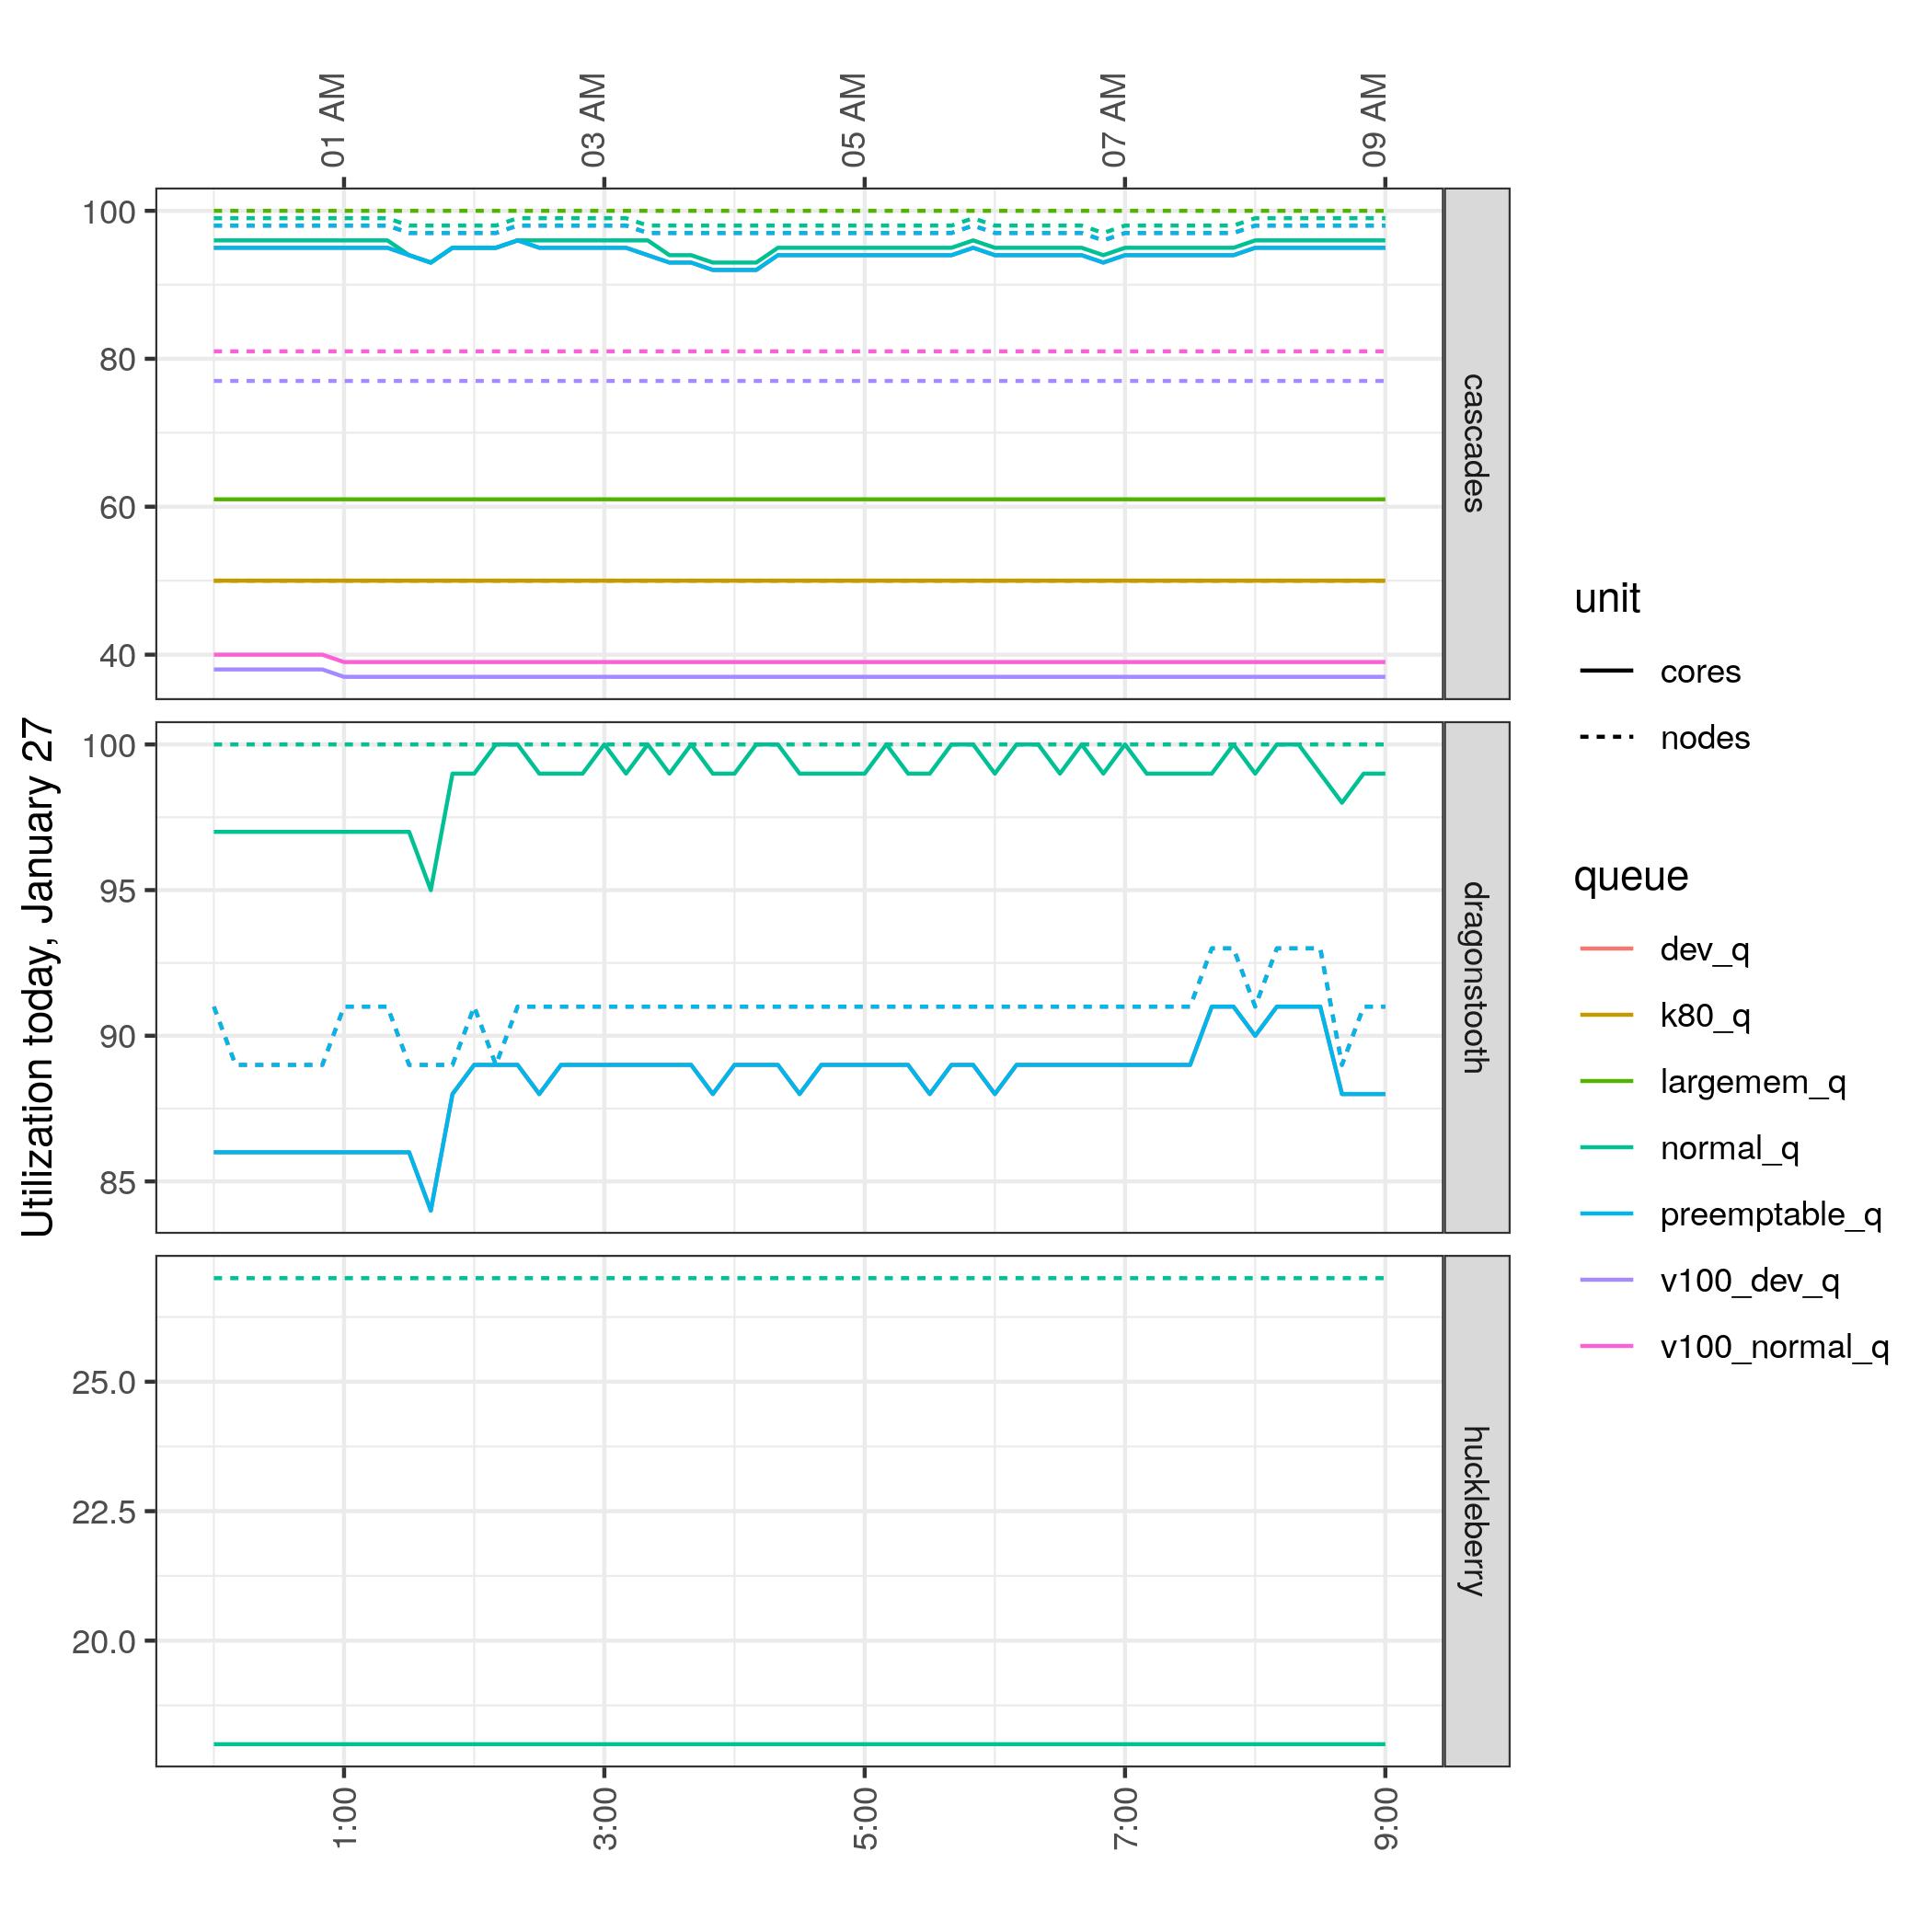 01 AM
03 AM
05 AM
07 AM
09 AM
Utilization today, January 27
100
80
60
40
cascades
100
95
90
85
dragonstooth
25.0
22.5
20.0
huckleberry
1:00
3:00
5:00
7:00
9:00
unit
cores
nodes
queue
dev_q
k80_q
largemem_q
normal_q
preemptable_q
v100_dev_q
v100_normal_q